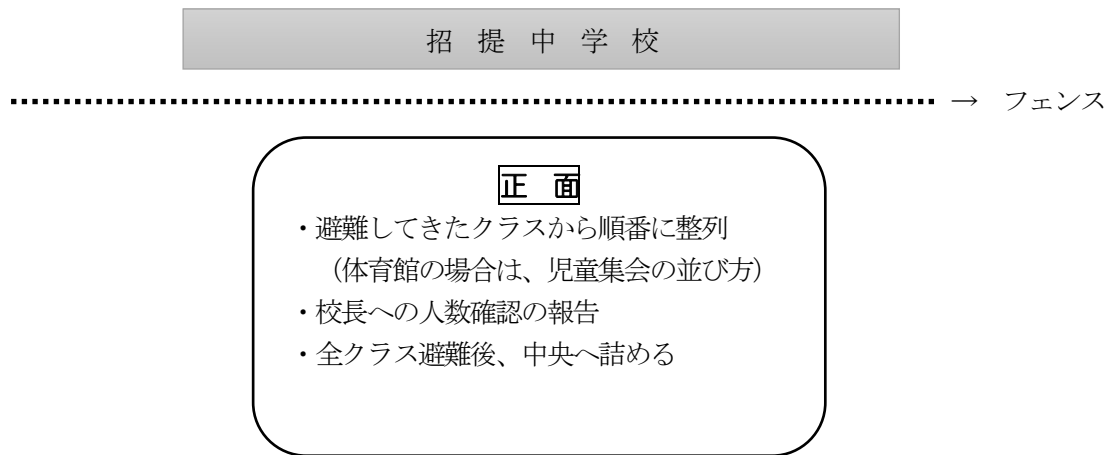 招 提 中 学 校
→ フェンス
正 面
・避難してきたクラスから順番に整列
(体育館の場合は、児童集会の並び方)
・校長への人数確認の報告
・全クラス避難後、中央へ詰める